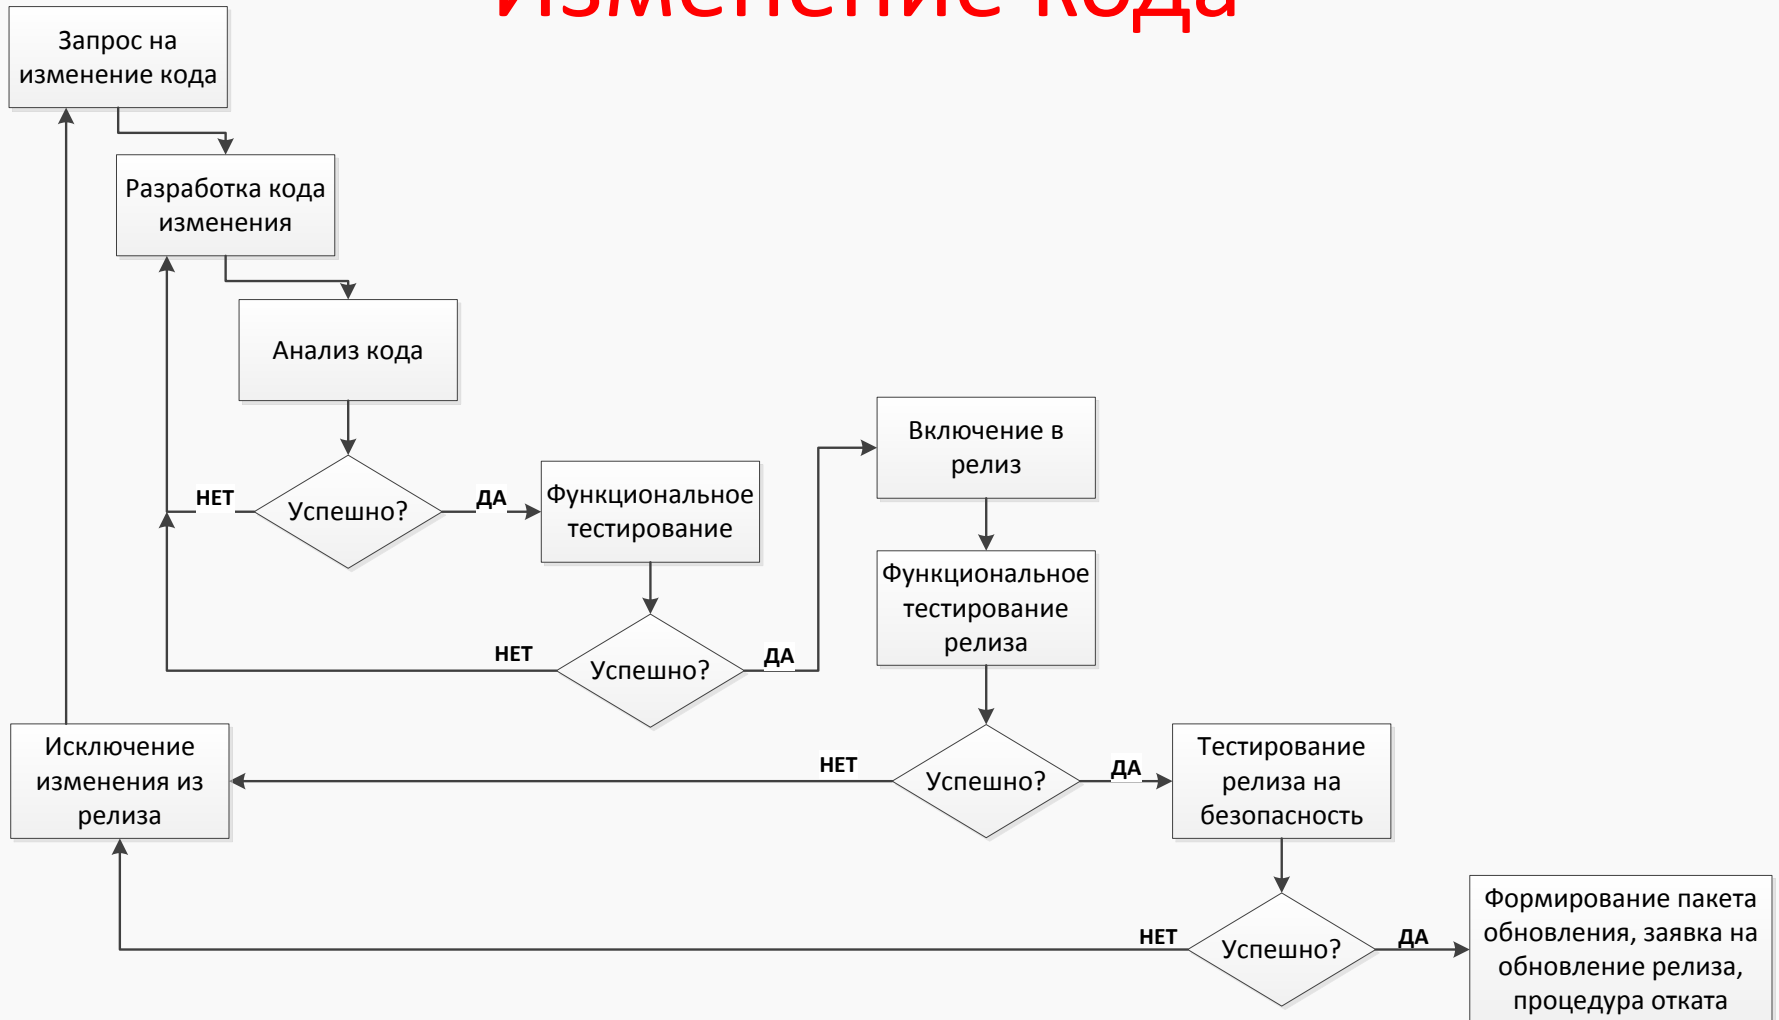 Изменение кода
Запрос на
изменение кода
Разработка кода
изменения
Анализ кода
Успешно?
НЕТ
ДА
Функциональное
тестирование
Успешно?
НЕТ
ДА
Включение в
релиз
Функциональное
тестирование
релиза
Успешно?
НЕТ
ДА
Исключение
изменения из
релиза
Тестирование
релиза на
безопасность
Успешно?
НЕТ
ДА
Формирование пакета
обновления, заявка на
обновление релиза,
процедура отката